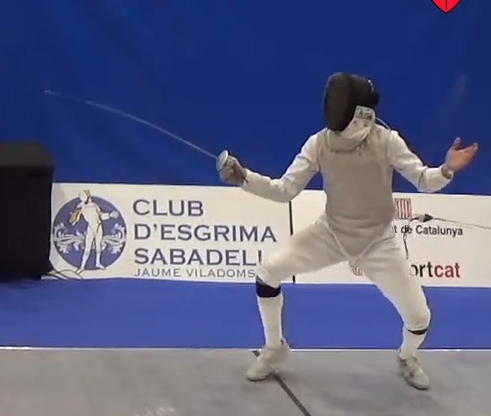 CLUB
D'ESGRIMA
SABADELL
JAUME VILADOMS
t de Catalunya
ortcat